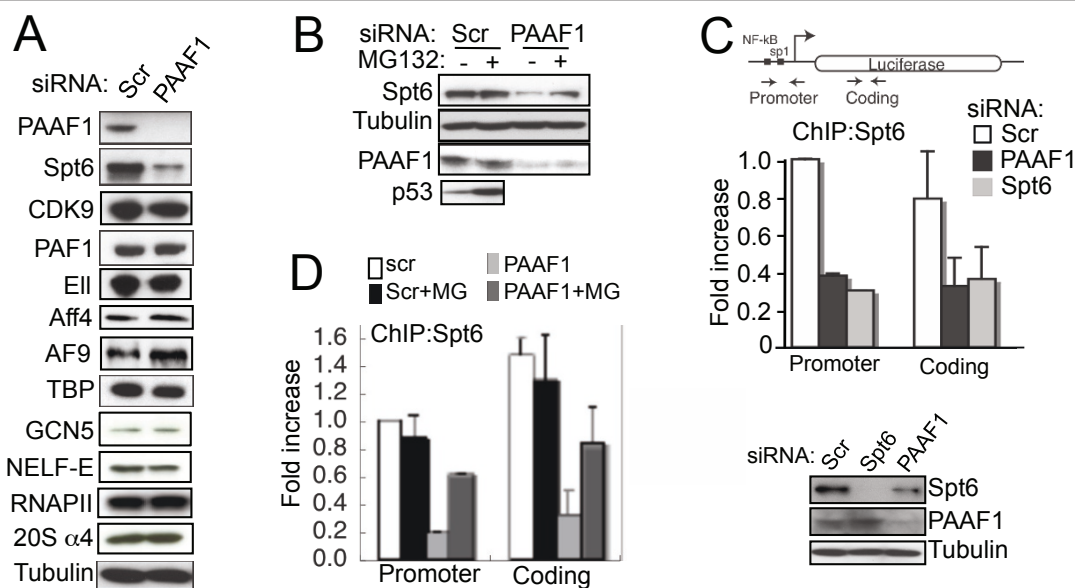 A
siRNA: Scr PAAF1
PAAF1
Spt6
CDK9
PAF1
Ell
Aff4
AF9
TBP
GCN5
NELF-E
RNAPII
20S α4
Tubulin
B
siRNA: Scr PAAF1
MG132: - + - +
Spt6
Tubulin
PAAF1
p53
C
NF-kB
sp1
Luciferase
Promoter Coding
siRNA:
Scr
PAAF1
Spt6
ChIP:Spt6
Fold increase
1.0
0.8
0.6
0.4
0.2
0
Promoter Coding
siRNA: Scr Spt6 PAAF1
Spt6
PAAF1
Tubulin
D
scr PAAF1
Scr+MG PAAF1+MG
ChIP:Spt6
Fold increase
1.6
1.4
1.2
1.0
0.8
0.6
0.4
0.2
0.0
Promoter Coding